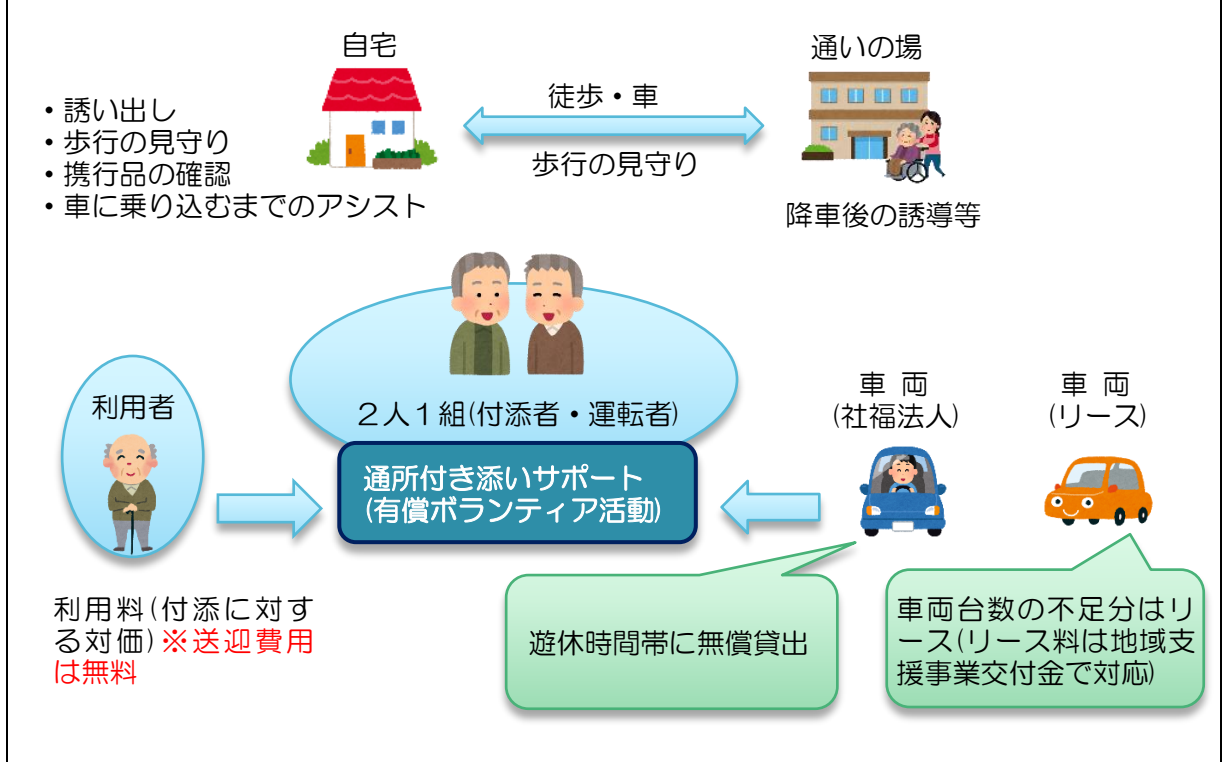 自宅
通いの場
・誘い出し
・歩行の見守り
・携行品の確認
・車に乗り込むまでのアシスト
徒歩・車
歩行の見守り
降車後の誘導等
利用者
２人１組(付添者・運転者)
通所付き添いサポート
(有償ボランティア活動)
車 両
(社福法人)
車 両
(リース)
利用料(付添に対す
る対価)※送迎費用
は無料
遊休時間帯に無償貸出
車両台数の不足分はリ
ース(リース料は地域支
援事業交付金で対応)